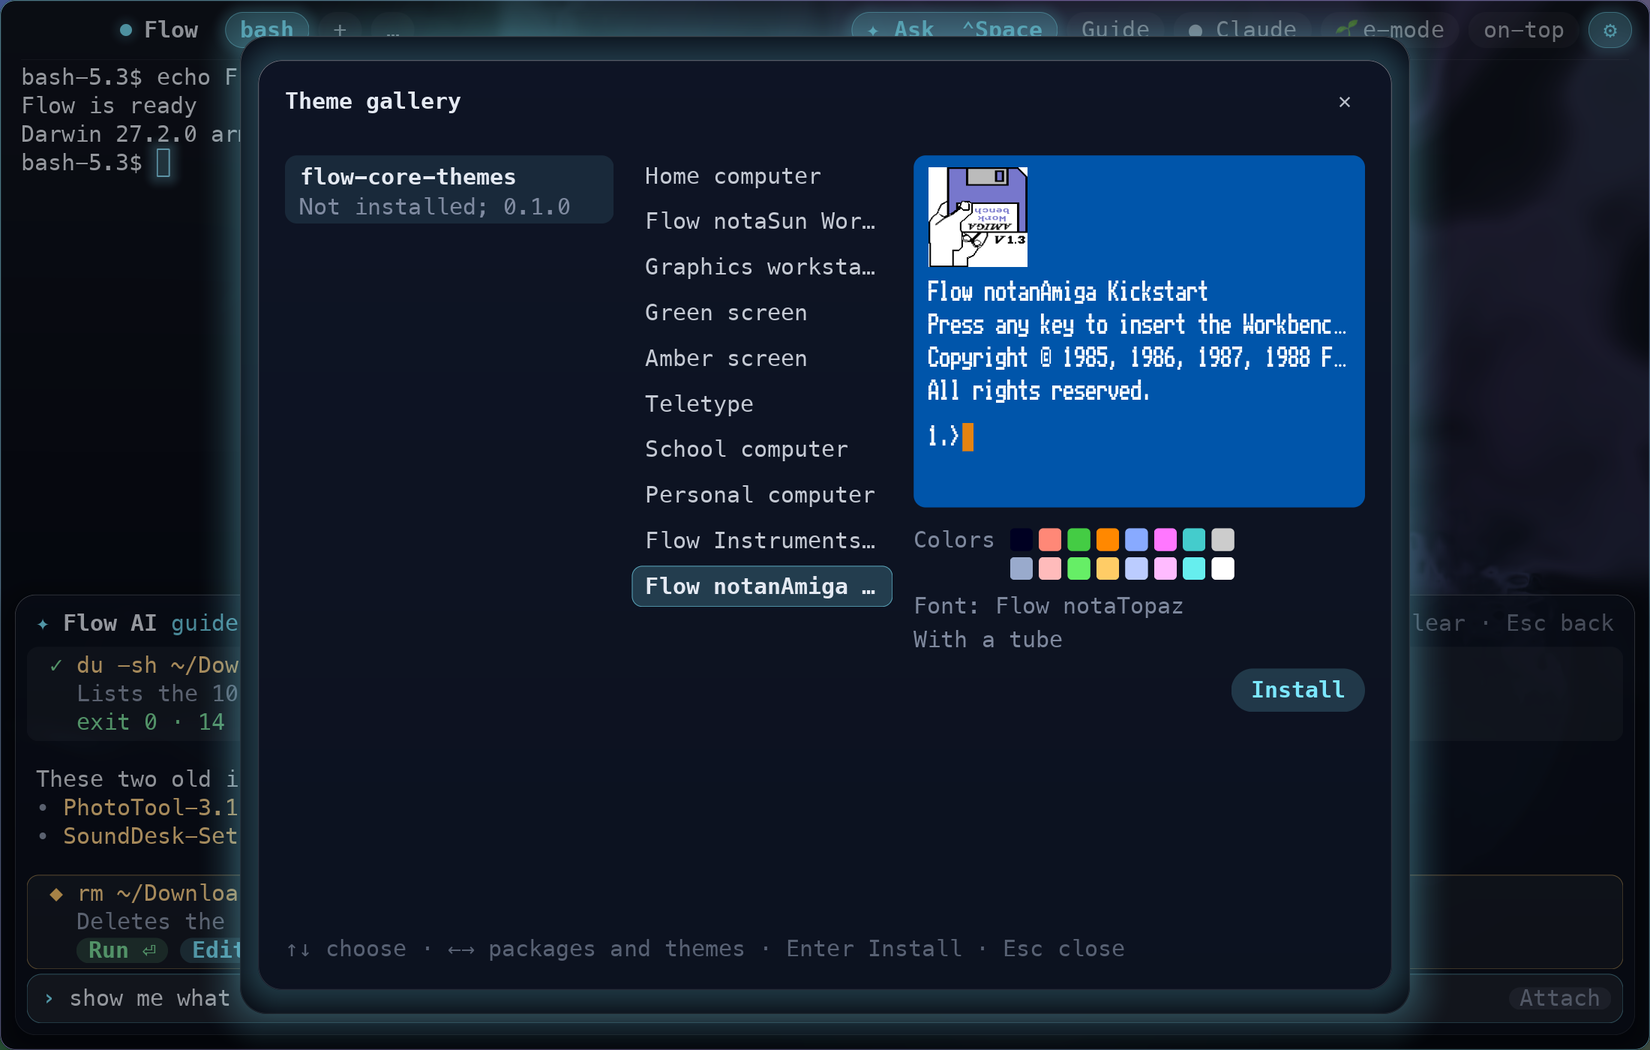 ● Flow bash + … ✦ Ask ^Space Guide ● Claude e-mode on-top
bash-5.3$ echo F
Flow is ready
Darwin 27.2.0
bash-5.3$
Theme gallery ×
flow-core-themes
Not installed; 0.1.0
Home computer
Flow notaSun Wor…
Graphics worksta…
Green screen
Amber screen
Teletype
School computer
Personal computer
Flow Instruments…
Flow notanAmiga …
AMIGA
Work
bench
V1.3
Flow notanAmiga Kickstart
Press any key to insert the Workbenc…
Copyright © 1985, 1986, 1987, 1988 F…
All rights reserved.
1.>
Colors
Font: Flow notaTopaz
With a tube
Install
↑↓ choose · ←→ packages and themes · Enter Install · Esc close
✦ Flow AI guide
lear · Esc back
✓ du -sh ~/Dow
Lists the 10
exit 0 · 14
These two old i
• PhotoTool-3.1
• SoundDesk-Set
◆ rm ~/Downloa
Deletes the
Run ⏎ Edit
› show me what
Attach